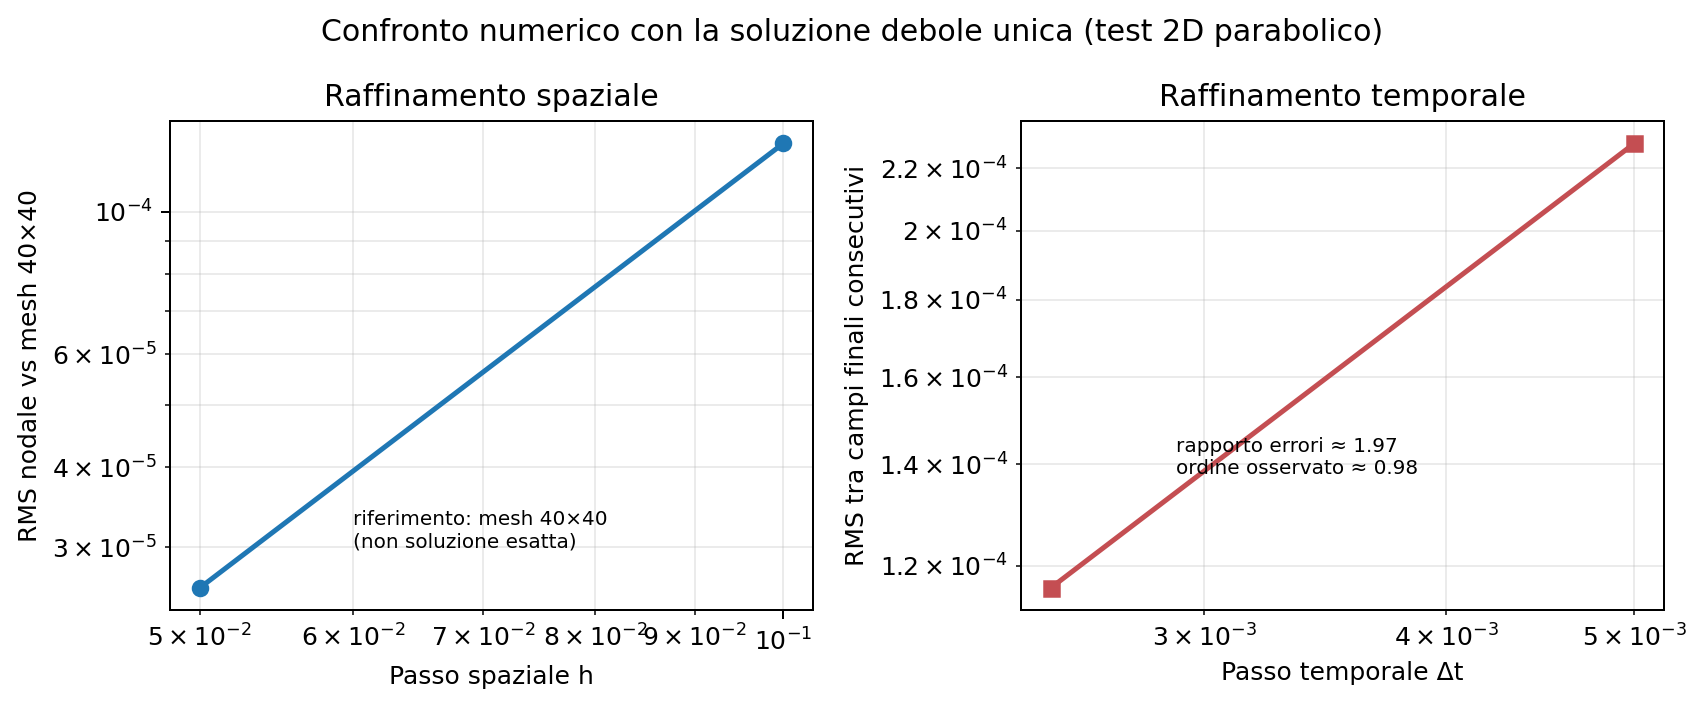 Confronto numerico con la soluzione debole unica (test 2D parabolico)
Raffinamento spaziale
RMS nodale vs mesh 40×40
10⁻⁴
6 × 10⁻⁵
4 × 10⁻⁵
3 × 10⁻⁵
riferimento: mesh 40×40
(non soluzione esatta)
5 × 10⁻² 6 × 10⁻² 7 × 10⁻² 8 × 10⁻² 9 × 10⁻² 10⁻¹
Passo spaziale h
Raffinamento temporale
RMS tra campi finali consecutivi
2.2 × 10⁻⁴
2 × 10⁻⁴
1.8 × 10⁻⁴
1.6 × 10⁻⁴
1.4 × 10⁻⁴
1.2 × 10⁻⁴
rapporto errori ≈ 1.97
ordine osservato ≈ 0.98
3 × 10⁻³ 4 × 10⁻³ 5 × 10⁻³
Passo temporale Δt